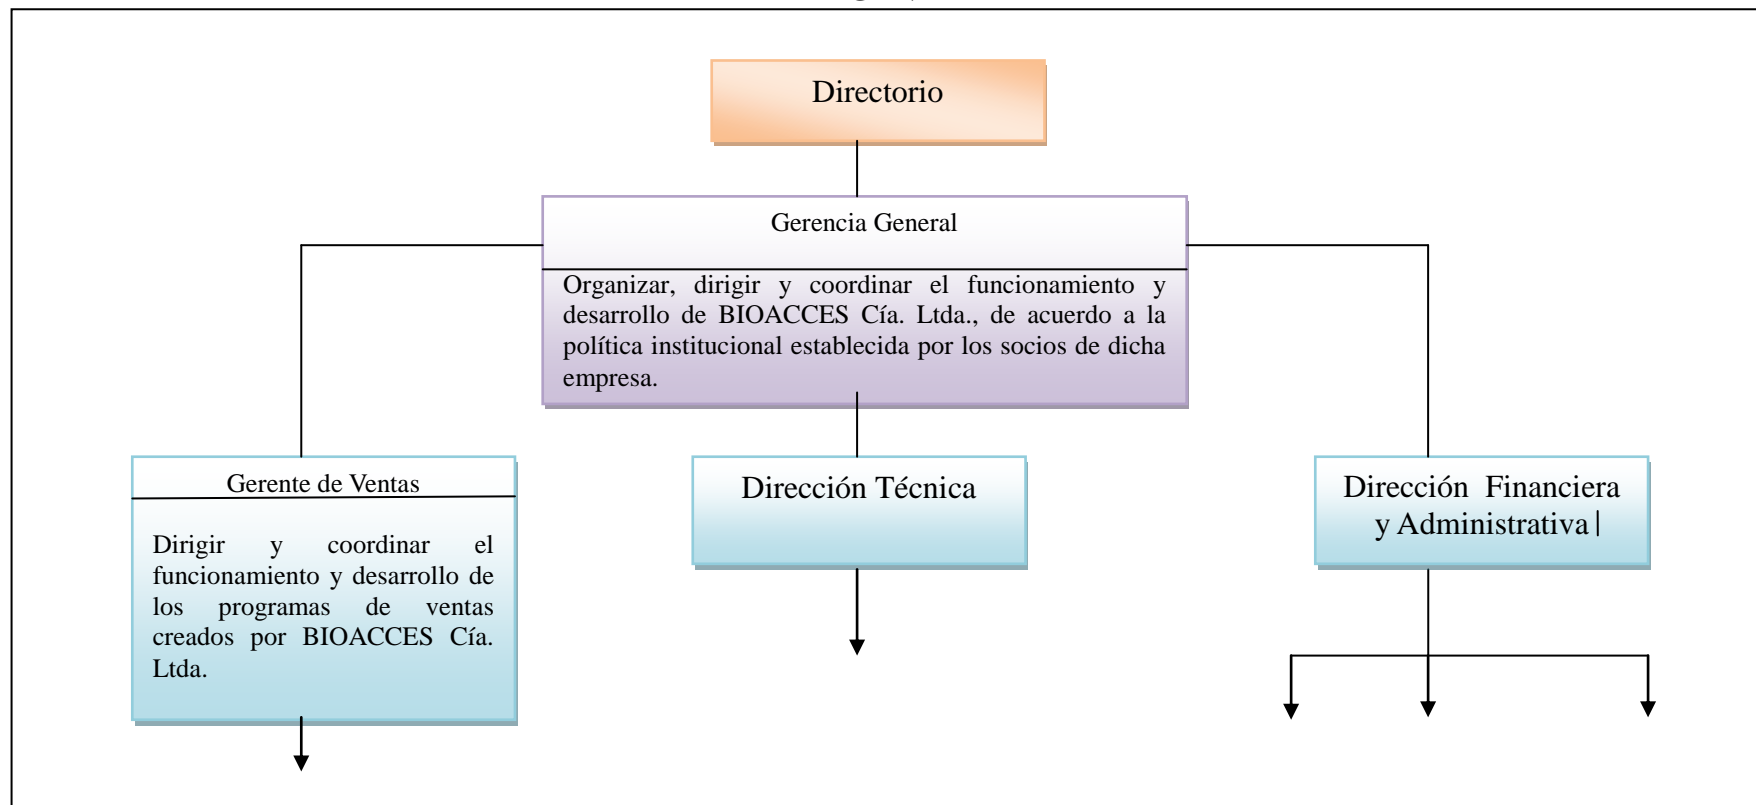 Directorio
Gerencia General
Organizar, dirigir y coordinar el funcionamiento y
desarrollo de BIOACCES Cía. Ltda., de acuerdo a la
política institucional establecida por los socios de dicha
empresa.
Gerente de Ventas
Dirigir y coordinar el
funcionamiento y desarrollo de
los programas de ventas
creados por BIOACCES Cía.
Ltda.
Dirección Técnica
Dirección Financiera
y Administrativa